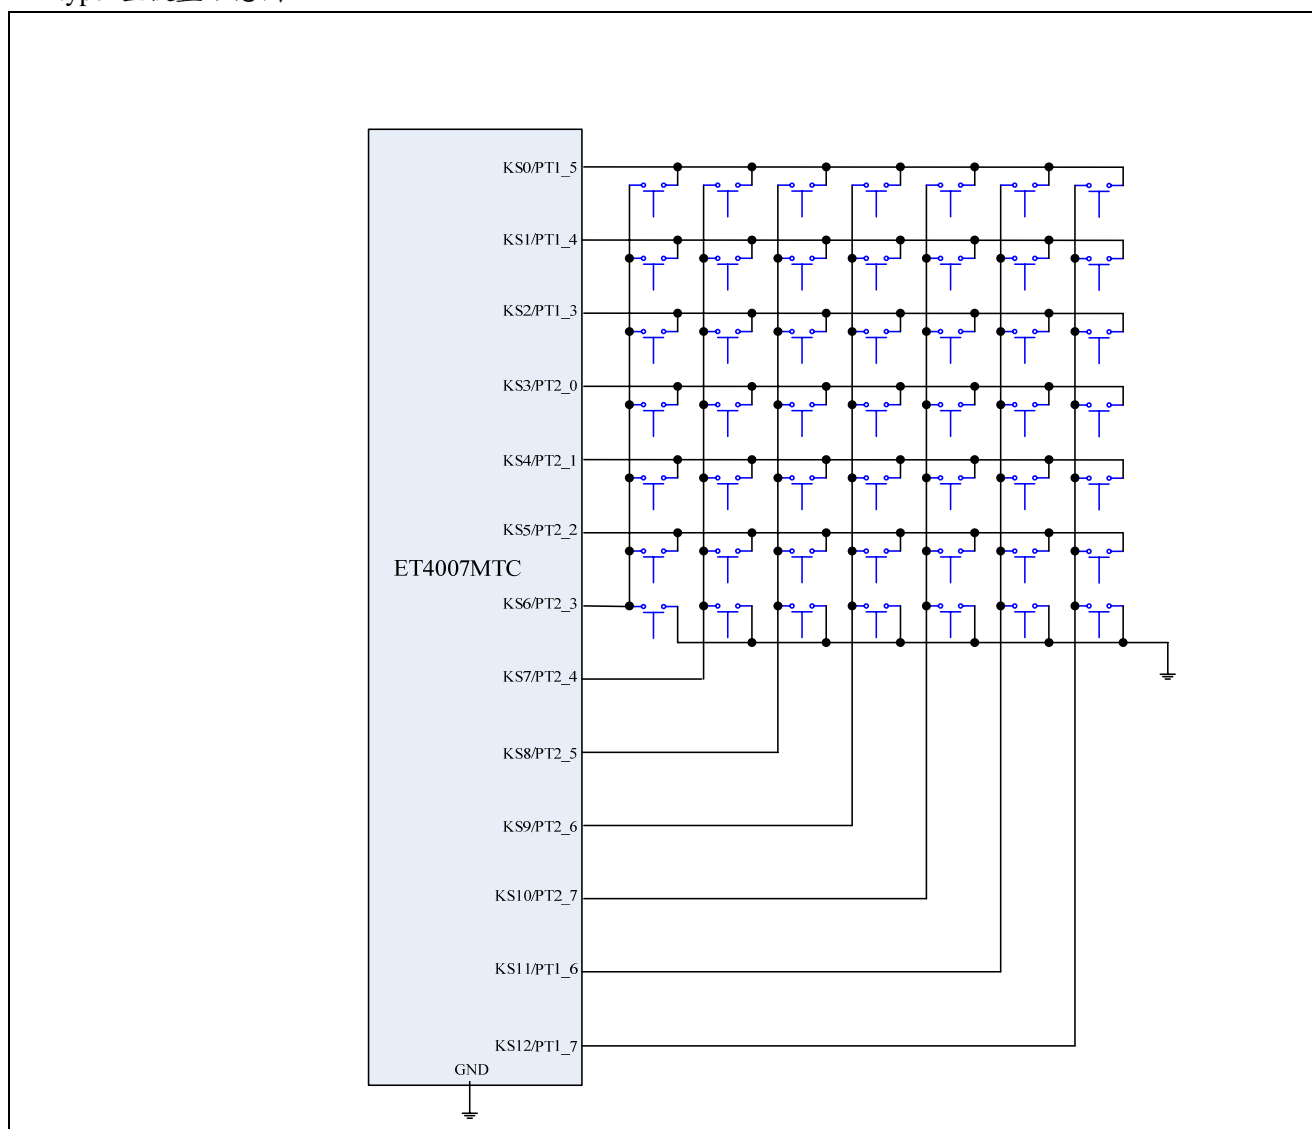 KS0/PT1_5
KS1/PT1_4
KS2/PT1_3
KS3/PT2_0
KS4/PT2_1
KS5/PT2_2
ET4007MTC
KS6/PT2_3
KS7/PT2_4
KS8/PT2_5
KS9/PT2_6
KS10/PT2_7
KS11/PT1_6
KS12/PT1_7
GND